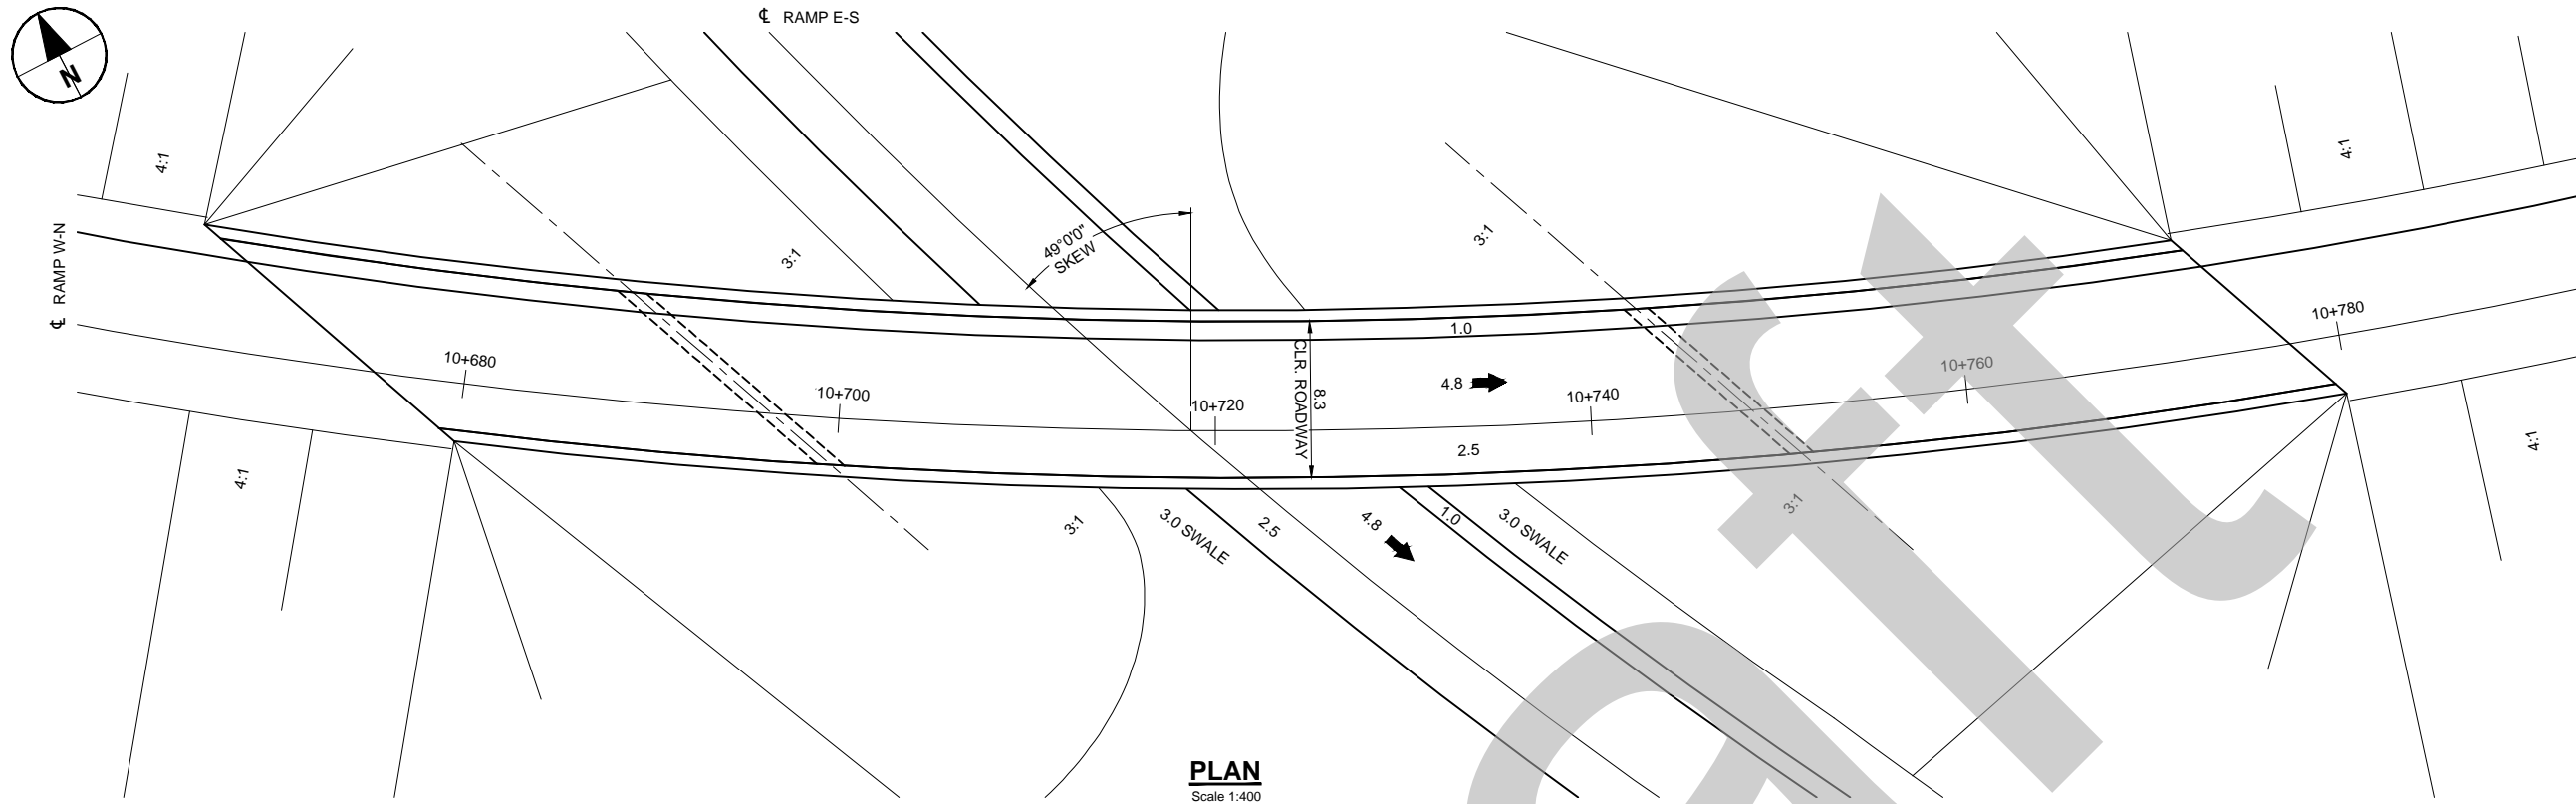 ℄ RAMP E-S
N
4:1
4:1
℄ RAMP W-N
49°0'0"
SKEW
3:1
3:1
1.0
10+780
10+680
10+700
10+720
CLR. ROADWAY
8.3
4.8
10+740
10+760
2.5
4:1
4:1
3:1
3.0 SWALE
2.5
4.8
1.0
3.0 SWALE
3:1
PLAN
Scale 1:400